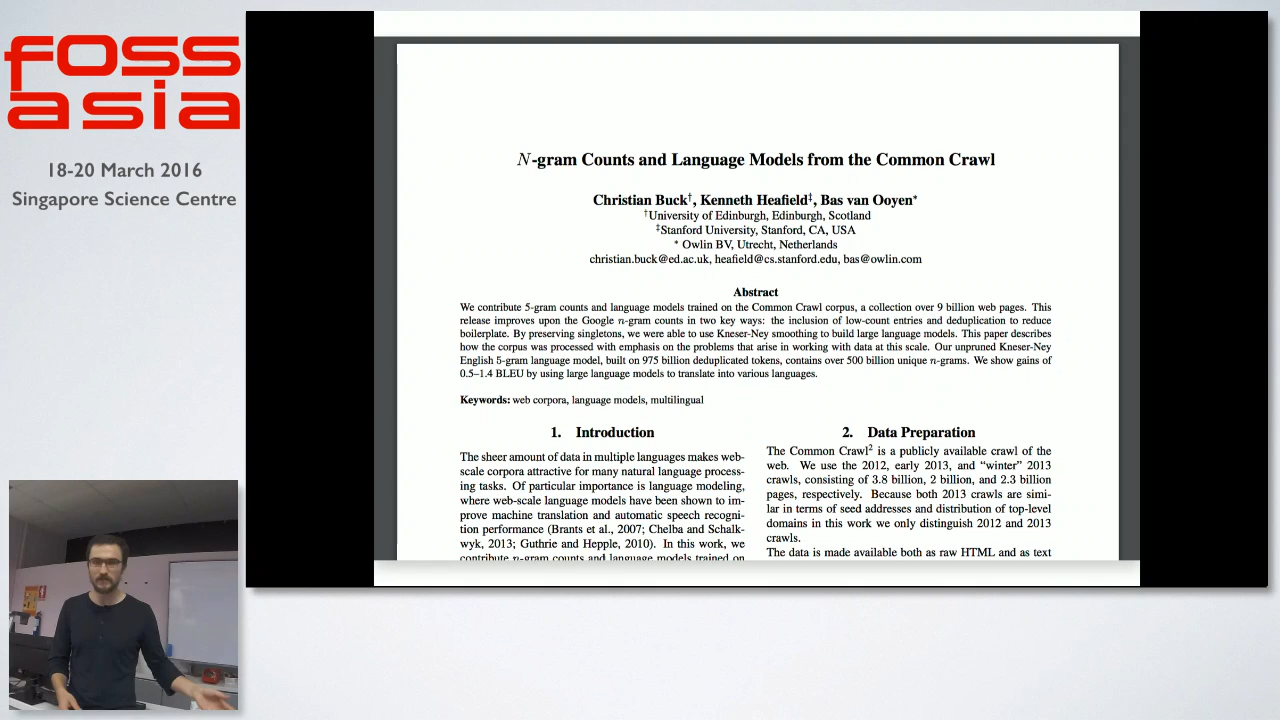 foss
asia
18-20 March 2016
Singapore Science Centre
N-gram Counts and Language Models from the Common Crawl
Christian Buck†, Kenneth Heafield‡, Bas van Ooyen*
†University of Edinburgh, Edinburgh, Scotland
‡Stanford University, Stanford, CA, USA
* Owlin BV, Utrecht, Netherlands
christian.buck@ed.ac.uk, heafield@cs.stanford.edu, bas@owlin.com
Abstract
We contribute 5-gram counts and language models trained on the Common Crawl corpus, a collection over 9 billion web pages. This
release improves upon the Google n-gram counts in two key ways: the inclusion of low-count entries and deduplication to reduce
boilerplate. By preserving singletons, we were able to use Kneser-Ney smoothing to build large language models. This paper describes
how the corpus was processed with emphasis on the problems that arise in working with data at this scale. Our unpruned Kneser-Ney
English 5-gram language model, built on 975 billion deduplicated tokens, contains over 500 billion unique n-grams. We show gains of
0.5–1.4 BLEU by using large language models to translate into various languages.
Keywords: web corpora, language models, multilingual
1. Introduction
The sheer amount of data in multiple languages makes web-
scale corpora attractive for many natural language process-
ing tasks. Of particular importance is language modeling,
where web-scale language models have been shown to im-
prove machine translation and automatic speech recogni-
tion performance (Brants et al., 2007; Chelba and Schalk-
wyk, 2013; Guthrie and Hepple, 2010). In this work, we
contribute n-gram counts and language models trained on
2. Data Preparation
The Common Crawl2 is a publicly available crawl of the
web. We use the 2012, early 2013, and “winter” 2013
crawls, consisting of 3.8 billion, 2 billion, and 2.3 billion
pages, respectively. Because both 2013 crawls are simi-
lar in terms of seed addresses and distribution of top-level
domains in this work we only distinguish 2012 and 2013
crawls.
The data is made available both as raw HTML and as text